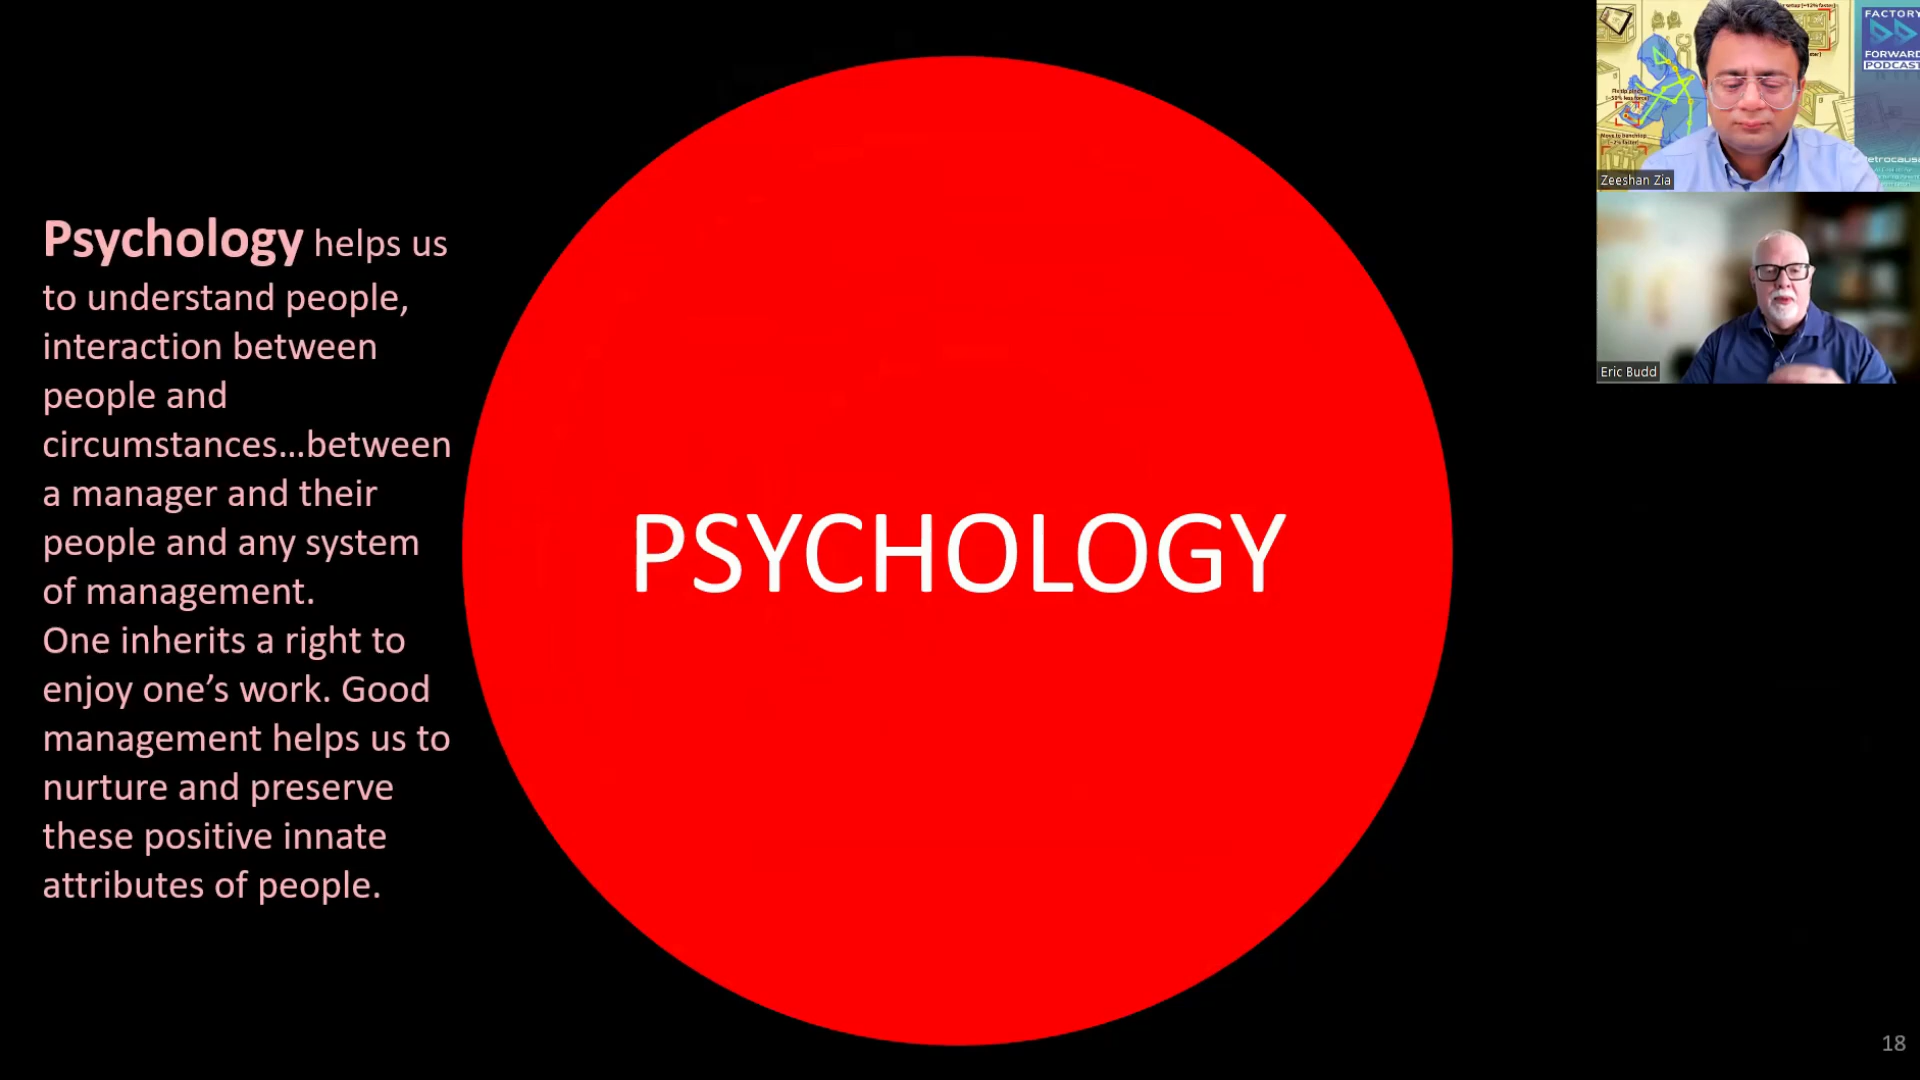 Psychology helps us
to understand people,
interaction between
people and
circumstances...between
a manager and their
people and any system
of management.
One inherits a right to
enjoy one’s work. Good
management helps us to
nurture and preserve
these positive innate
attributes of people.
PSYCHOLOGY
FACTORY
FORWARD
PODCAST
Zeeshan Zia
Eric Budd
18